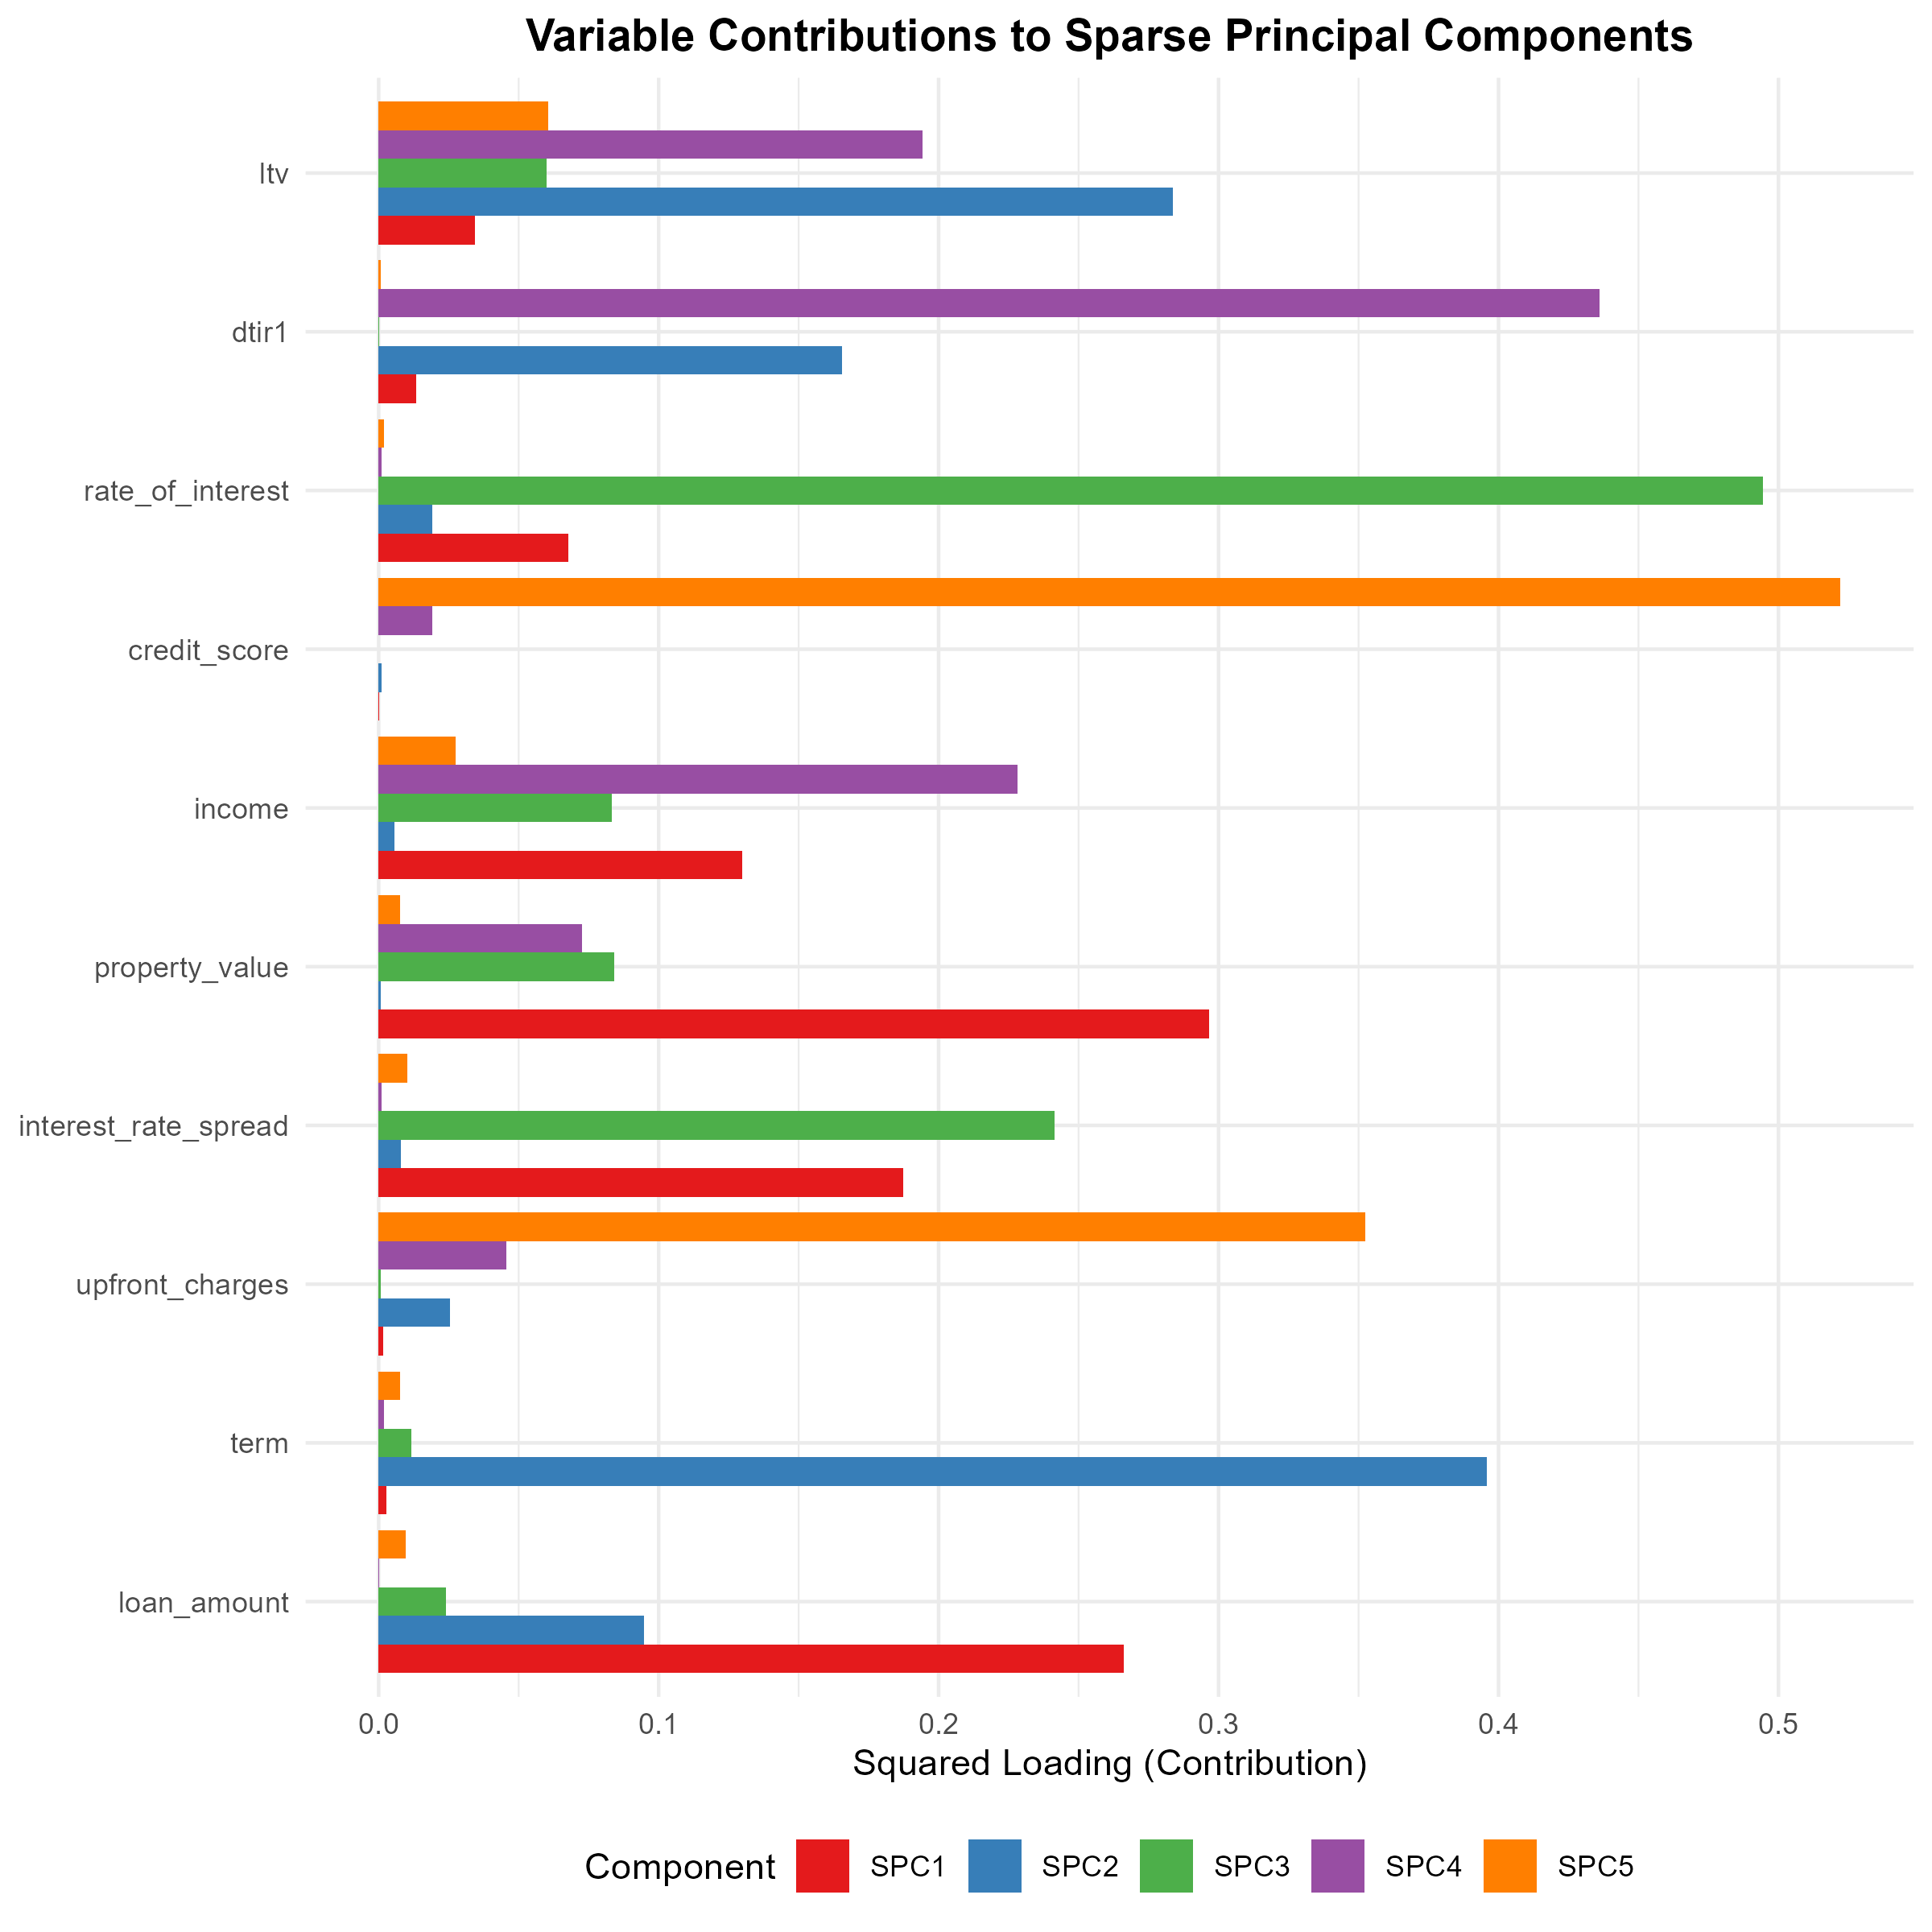 Variable Contributions to Sparse Principal Components
ltv
dtir1
rate_of_interest
credit_score
income
property_value
interest_rate_spread
upfront_charges
term
loan_amount
0.0 0.1 0.2 0.3 0.4 0.5
Squared Loading (Contribution)
Component SPC1 SPC2 SPC3 SPC4 SPC5